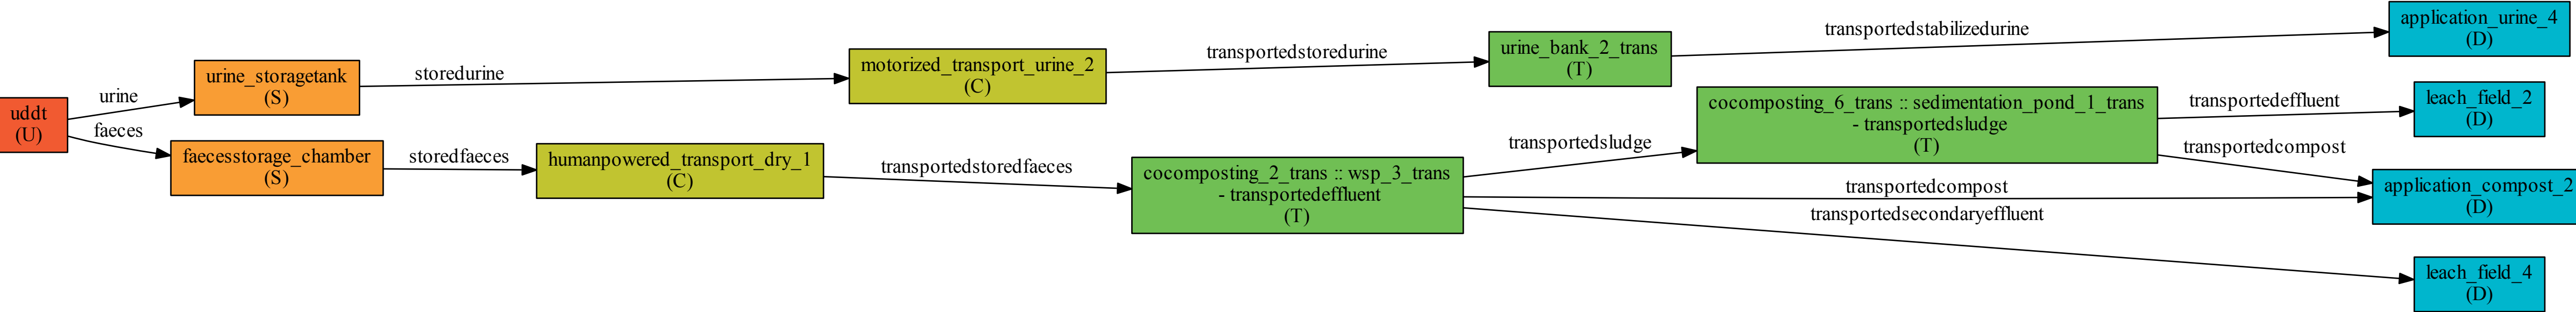 uddt
(U)
urine
faeces
urine_storagetank
(S)
faecesstorage_chamber
(S)
storedurine
storedfaeces
motorized_transport_urine_2
(C)
humanpowered_transport_dry_1
(C)
transportedstoredurine
transportedstoredfaeces
urine_bank_2_trans
(T)
cocomposting_2_trans :: wsp_3_trans
- transportedeffluent
(T)
transportedsludge
cocomposting_6_trans :: sedimentation_pond_1_trans
- transportedsludge
(T)
transportedstabilizedurine
transportedeffluent
transportedcompost
transportedcompost
transportedsecondaryeffluent
application_urine_4
(D)
leach_field_2
(D)
application_compost_2
(D)
leach_field_4
(D)